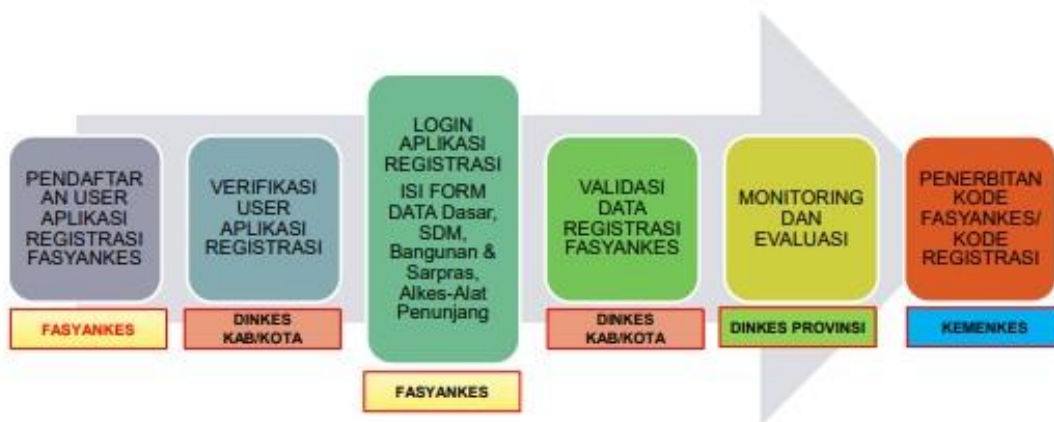 PENDAFTAR
AN USER
APLIKASI
REGISTRASI
FASYANKES
FASYANKES
VERIFIKASI
USER
APLIKASI
REGISTRASI
DINKES
KAB/KOTA
LOGIN
APLIKASI
REGISTRASI
ISI FORM
DATA Dasar,
SDM,
Bangunan &
Sarpras,
Alkes-Alat
Penunjang
FASYANKES
VALIDASI
DATA
REGISTRASI
FASYANKES
DINKES
KAB/KOTA
MONITORING
DAN
EVALUASI
DINKES PROVINSI
PENERBITAN
KODE
FASYANKES/
KODE
REGISTRASI
KEMENKES